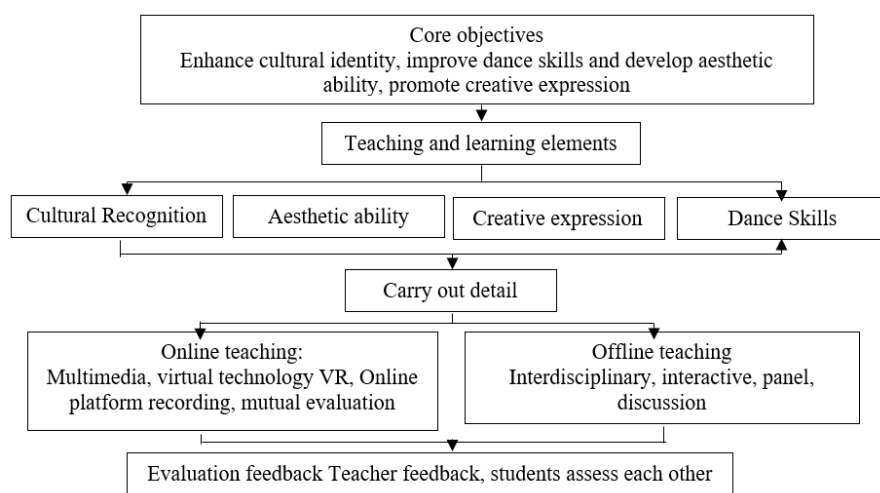 Core objectives
Enhance cultural identity, improve dance skills and develop aesthetic
ability, promote creative expression
Teaching and learning elements
Cultural Recognition
Aesthetic ability
Creative expression
Dance Skills
Carry out detail
Online teaching:
Multimedia, virtual technology VR, Online
platform recording, mutual evaluation
Offline teaching
Interdisciplinary, interactive, panel,
discussion
Evaluation feedback Teacher feedback, students assess each other